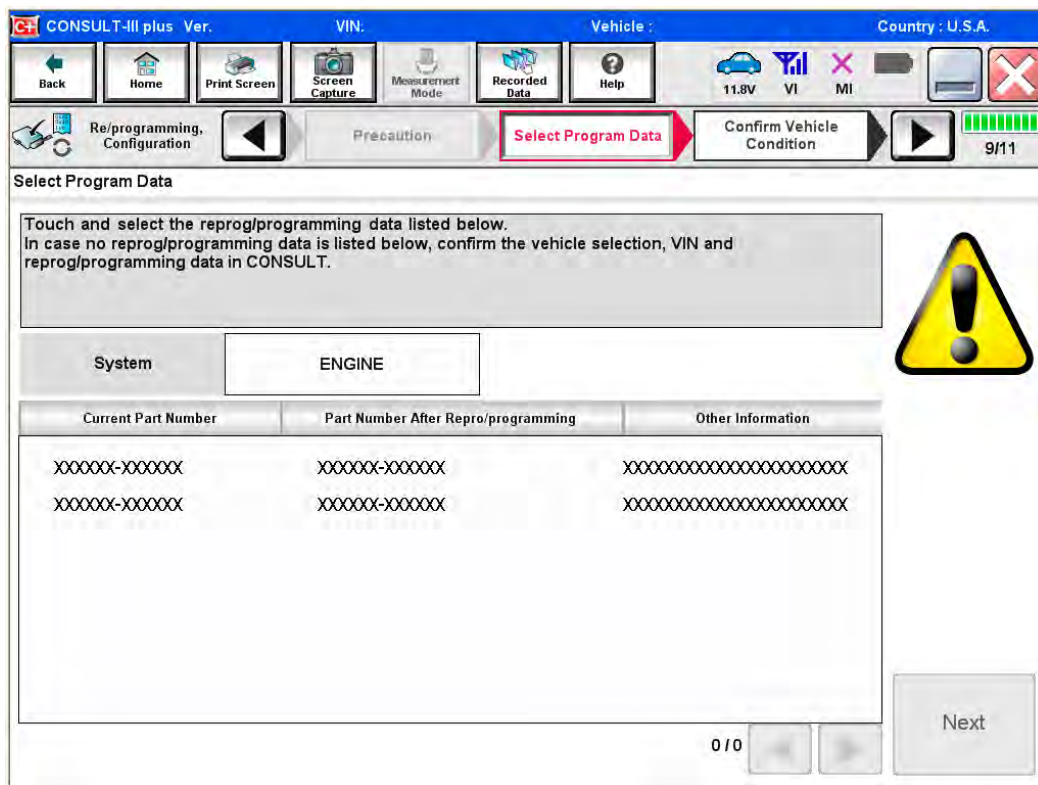 C+ CONSULT-III plus Ver. VIN: Vehicle : Country : U.S.A.
Back Home Print Screen Screen Capture Measurement Mode Recorded Data Help 11.8V VI MI
Re/programming, Configuration Precaution Select Program Data Confirm Vehicle Condition 9/11
Select Program Data
Touch and select the reprog/programming data listed below.
In case no reprog/programming data is listed below, confirm the vehicle selection, VIN and
reprog/programming data in CONSULT.
System ENGINE
Current Part Number Part Number After Repro/programming Other Information
XXXXXX-XXXXXX XXXXXX-XXXXXX XXXXXXXXXXXXXXXXXXXXXX
XXXXXX-XXXXXX XXXXXX-XXXXXX XXXXXXXXXXXXXXXXXXXXXX
Next
0/0